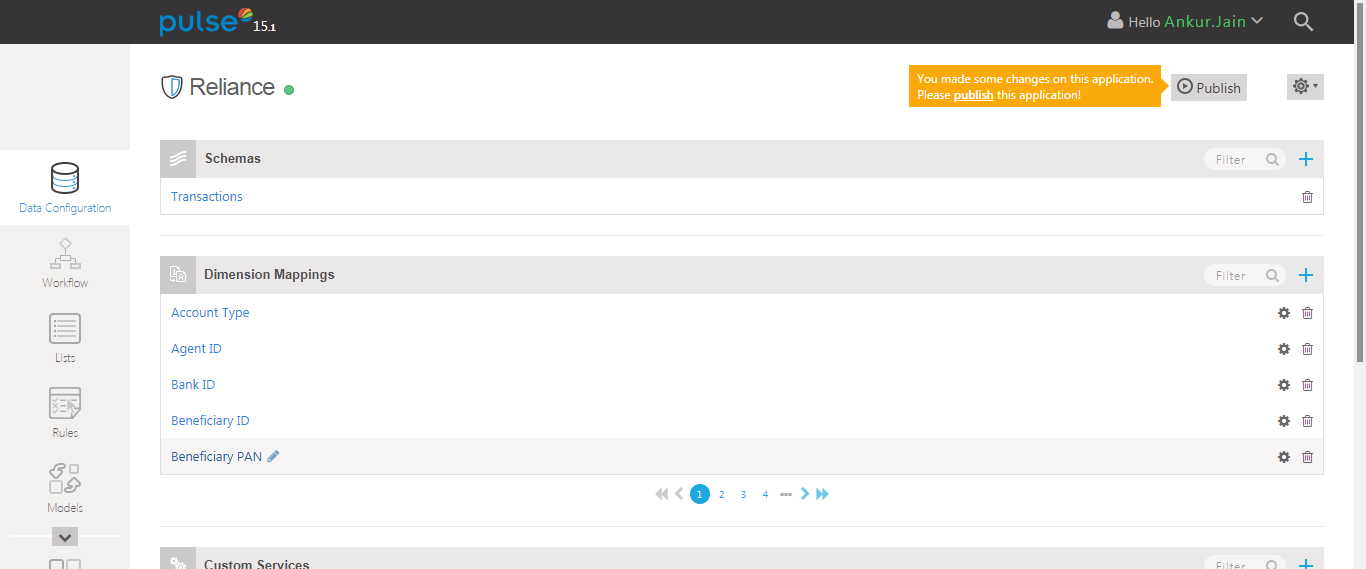 pulse 15.1
Hello Ankur.Jain
Reliance
You made some changes on this application.
Please publish this application!
Publish
Data Configuration
Workflow
Lists
Rules
Models
Schemas
Filter
Transactions
Dimension Mappings
Filter
Account Type
Agent ID
Bank ID
Beneficiary ID
Beneficiary PAN
1 2 3 4
Custom Services
Filter